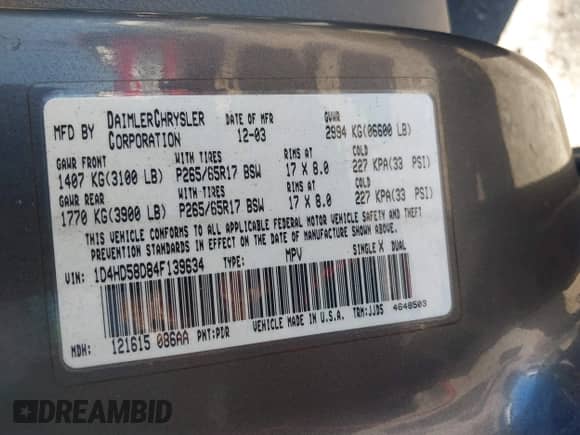 MFD BY DAIMLERCHRYSLER CORPORATION DATE OF MFR 12-03 GVWR 2994 KG(06600 LB)
GAWR FRONT WITH TIRES RIMS AT COLD
1407 KG(3100 LB) P265/65R17 BSW 17 X 8.0 227 KPA(33 PSI)
GAWR REAR WITH TIRES RIMS AT COLD
1770 KG(3900 LB) P265/65R17 BSW 17 X 8.0 227 KPA(33 PSI)
THIS VEHICLE CONFORMS TO ALL APPLICABLE FEDERAL MOTOR VEHICLE SAFETY AND THEFT
PREVENTION STANDARDS IN EFFECT ON THE DATE OF MANUFACTURE SHOWN ABOVE.
VIN: 1D4HD58D84F139634 TYPE: MPV SINGLE X DUAL
MDH: 121615 086AA PNT:PDR VEHICLE MADE IN U.S.A. TRM:JJD5 4648503
DREAMBID